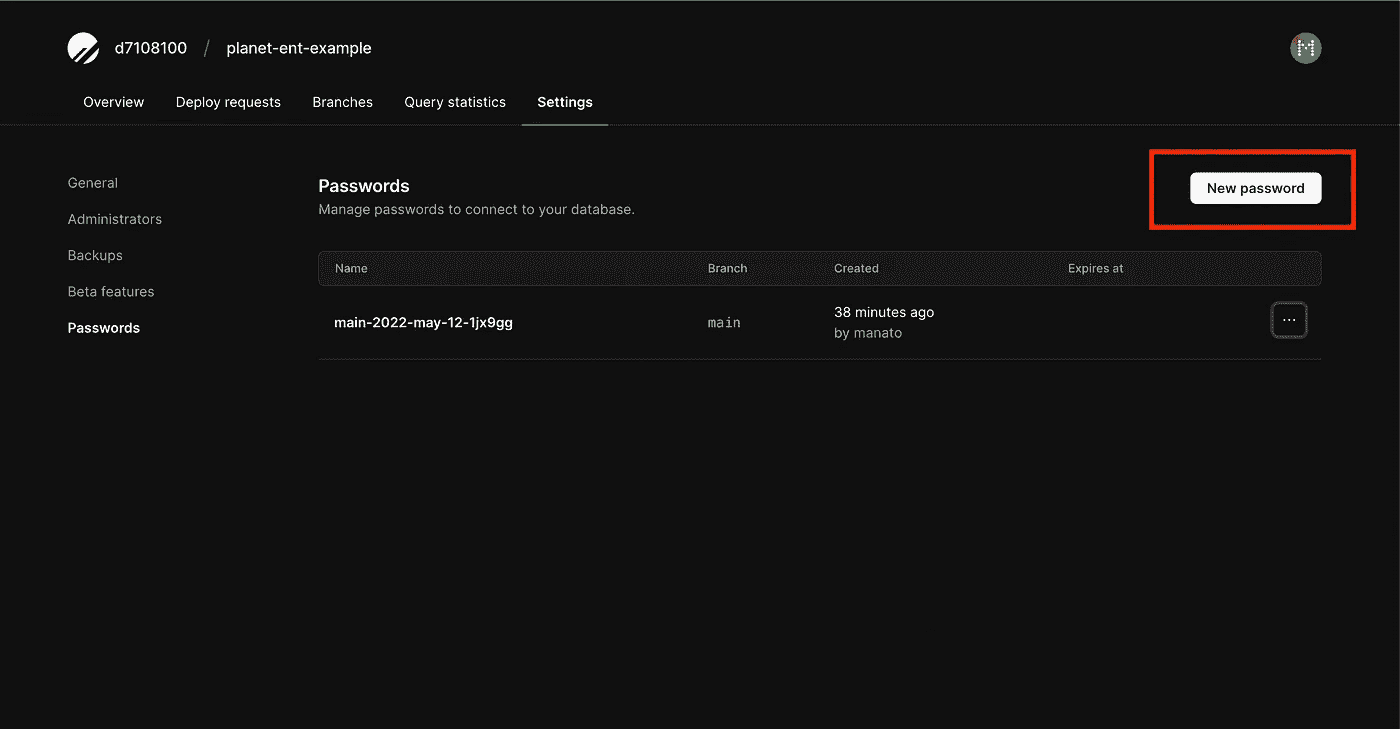 d7108100 / planet-ent-example
Overview Deploy requests Branches Query statistics Settings
General
Administrators
Backups
Beta features
Passwords
Passwords
Manage passwords to connect to your database.
New password
Name Branch Created Expires at
main-2022-may-12-1jx9gg main 38 minutes ago
by manato
...